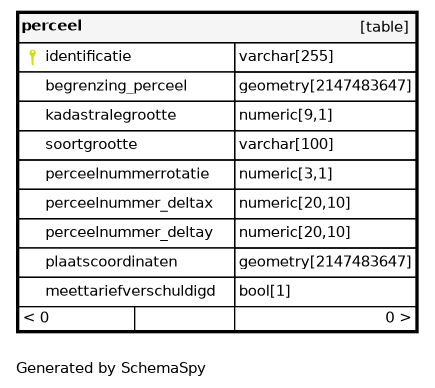 perceel [table]
identificatie varchar[255]
begrenzing_perceel geometry[2147483647]
kadastralegrootte numeric[9,1]
soortgrootte varchar[100]
perceelnummerrotatie numeric[3,1]
perceelnummer_deltax numeric[20,10]
perceelnummer_deltay numeric[20,10]
plaatscoordinaten geometry[2147483647]
meettariefverschuldigd bool[1]
< 0 0 >
Generated by SchemaSpy